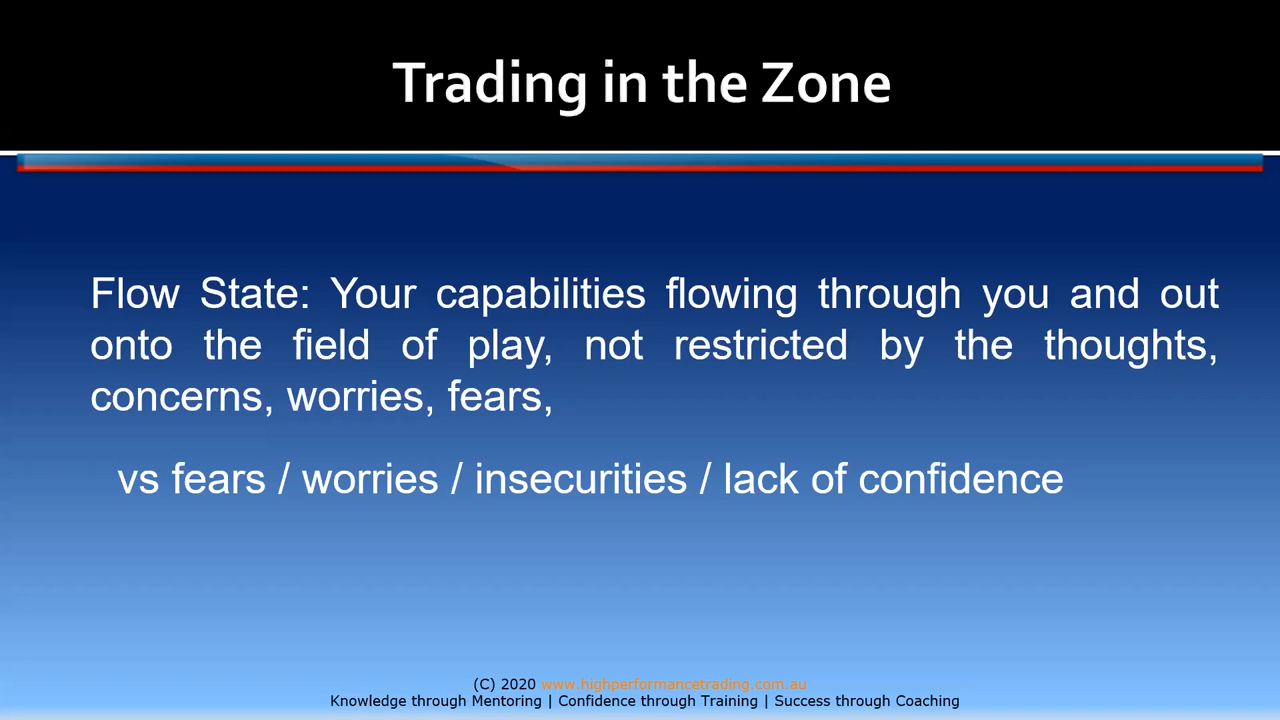 Trading in the Zone
Flow State: Your capabilities flowing through you and out
onto the field of play, not restricted by the thoughts,
concerns, worries, fears,
vs fears / worries / insecurities / lack of confidence
(C) 2020 www.highperformancetrading.com.au
Knowledge through Mentoring | Confidence through Training | Success through Coaching